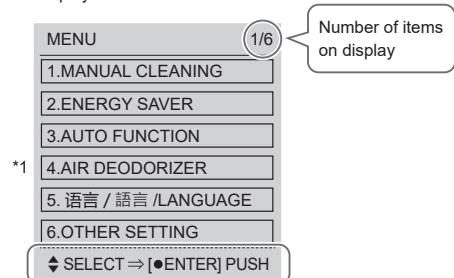 MENU 1/6
Number of items
on display
1.MANUAL CLEANING
2.ENERGY SAVER
3.AUTO FUNCTION
*1 4.AIR DEODORIZER
5. 语言 / 語言 /LANGUAGE
6.OTHER SETTING
⬍ SELECT ⇒ [●ENTER] PUSH